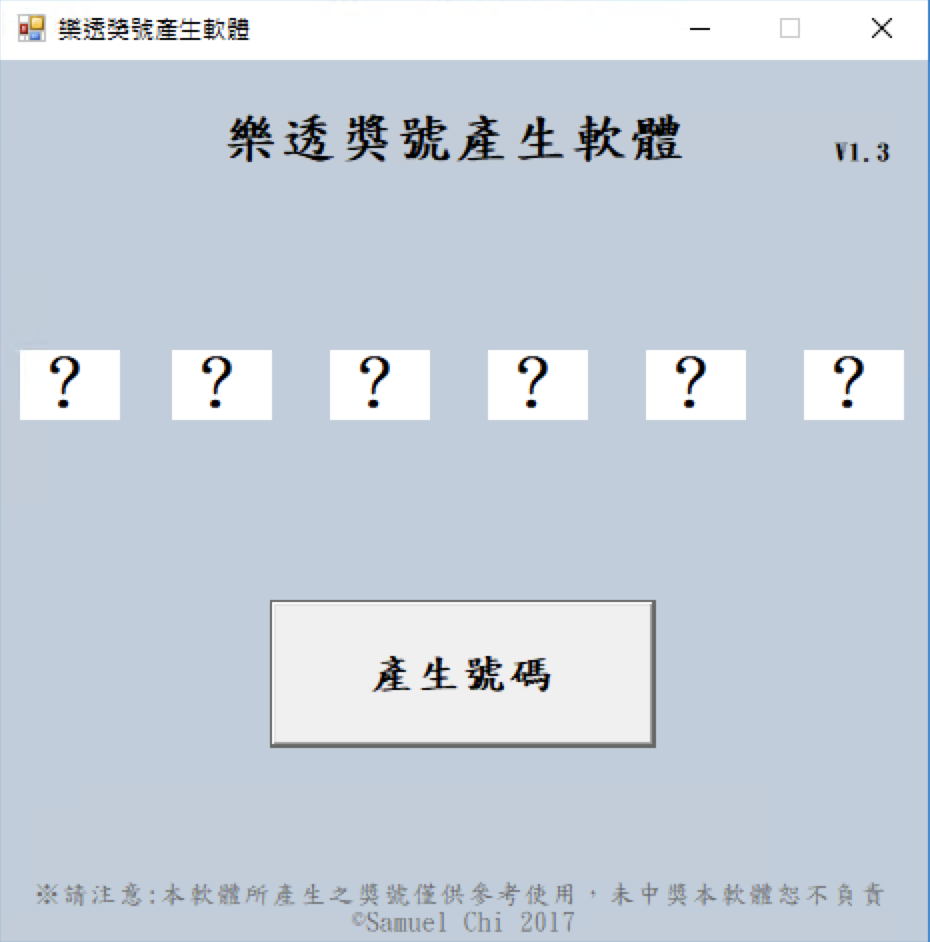 樂透獎號產生軟體
樂透獎號產生軟體
V1.3
? ? ? ? ? ?
產生號碼
※請注意:本軟體所產生之獎號僅供參考使用，未中獎本軟體恕不負責
©Samuel Chi 2017